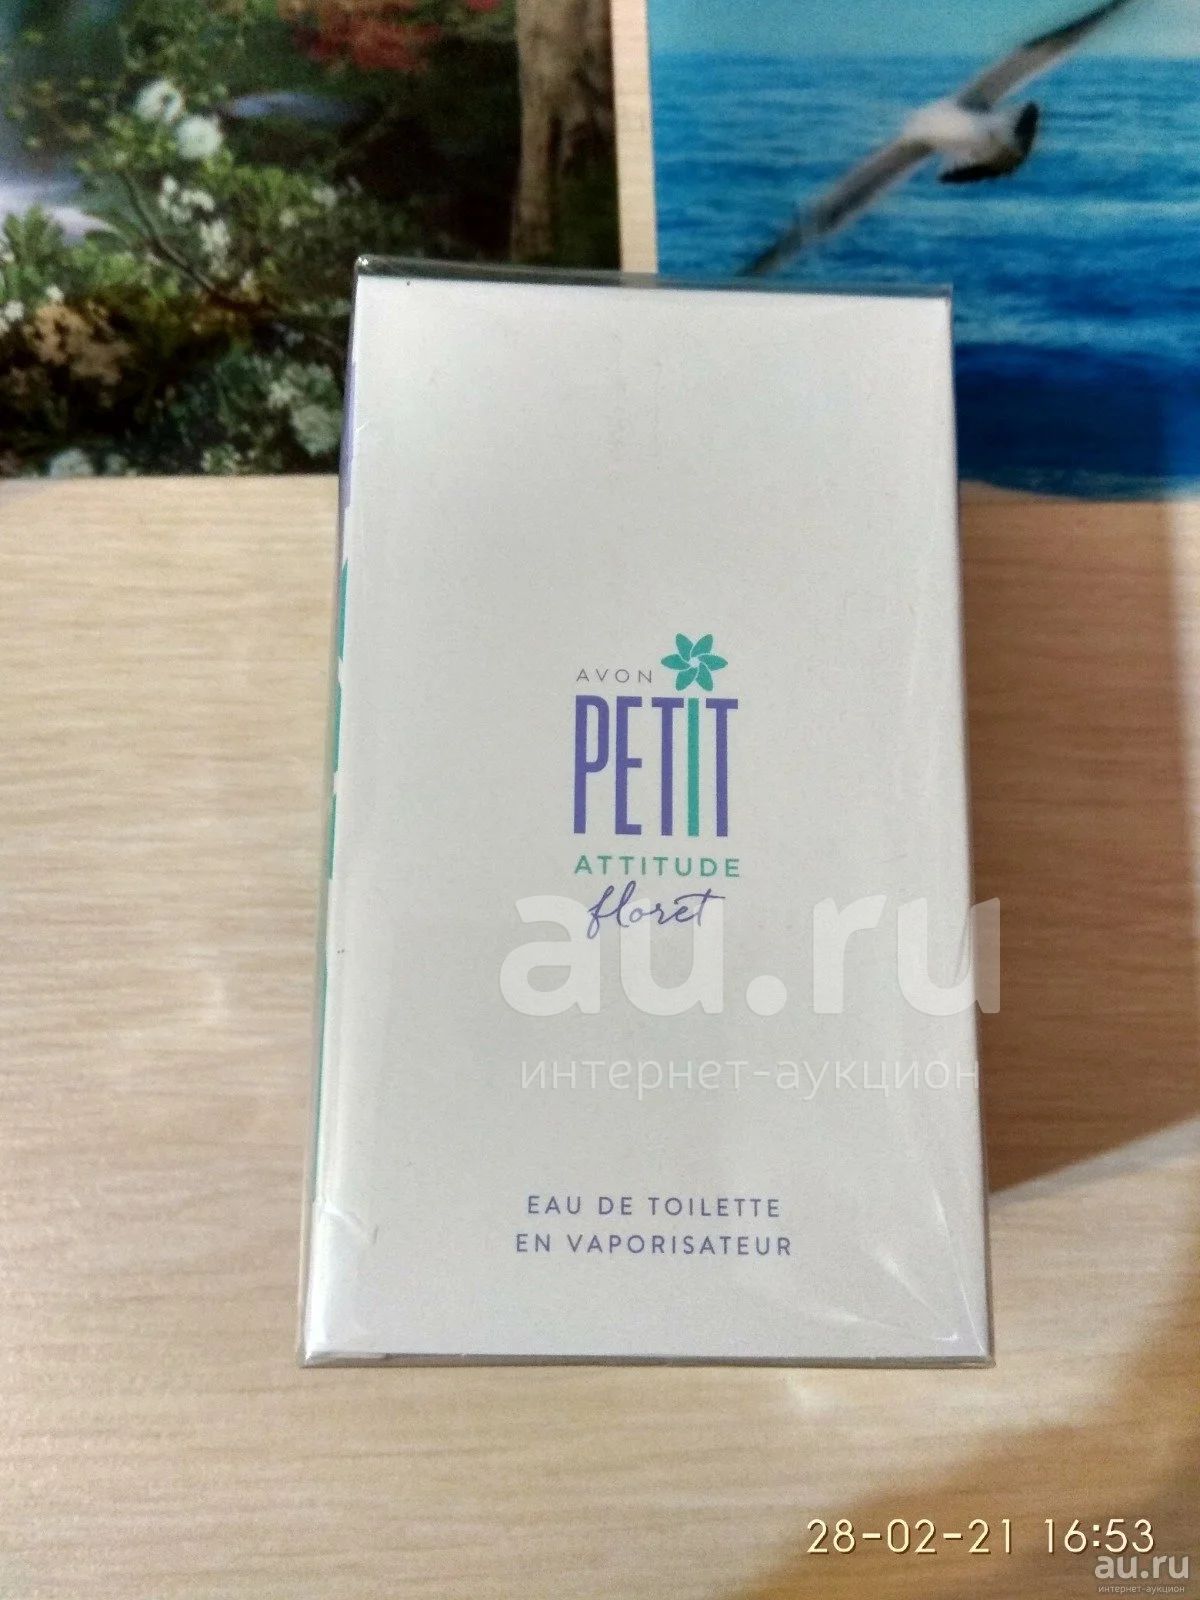 AVON
PETIT
ATTITUDE
floret
au.ru
интернет-аукцион
EAU DE TOILETTE
EN VAPORISATEUR
28-02-21 16:53
au.ru
интернет-аукцион